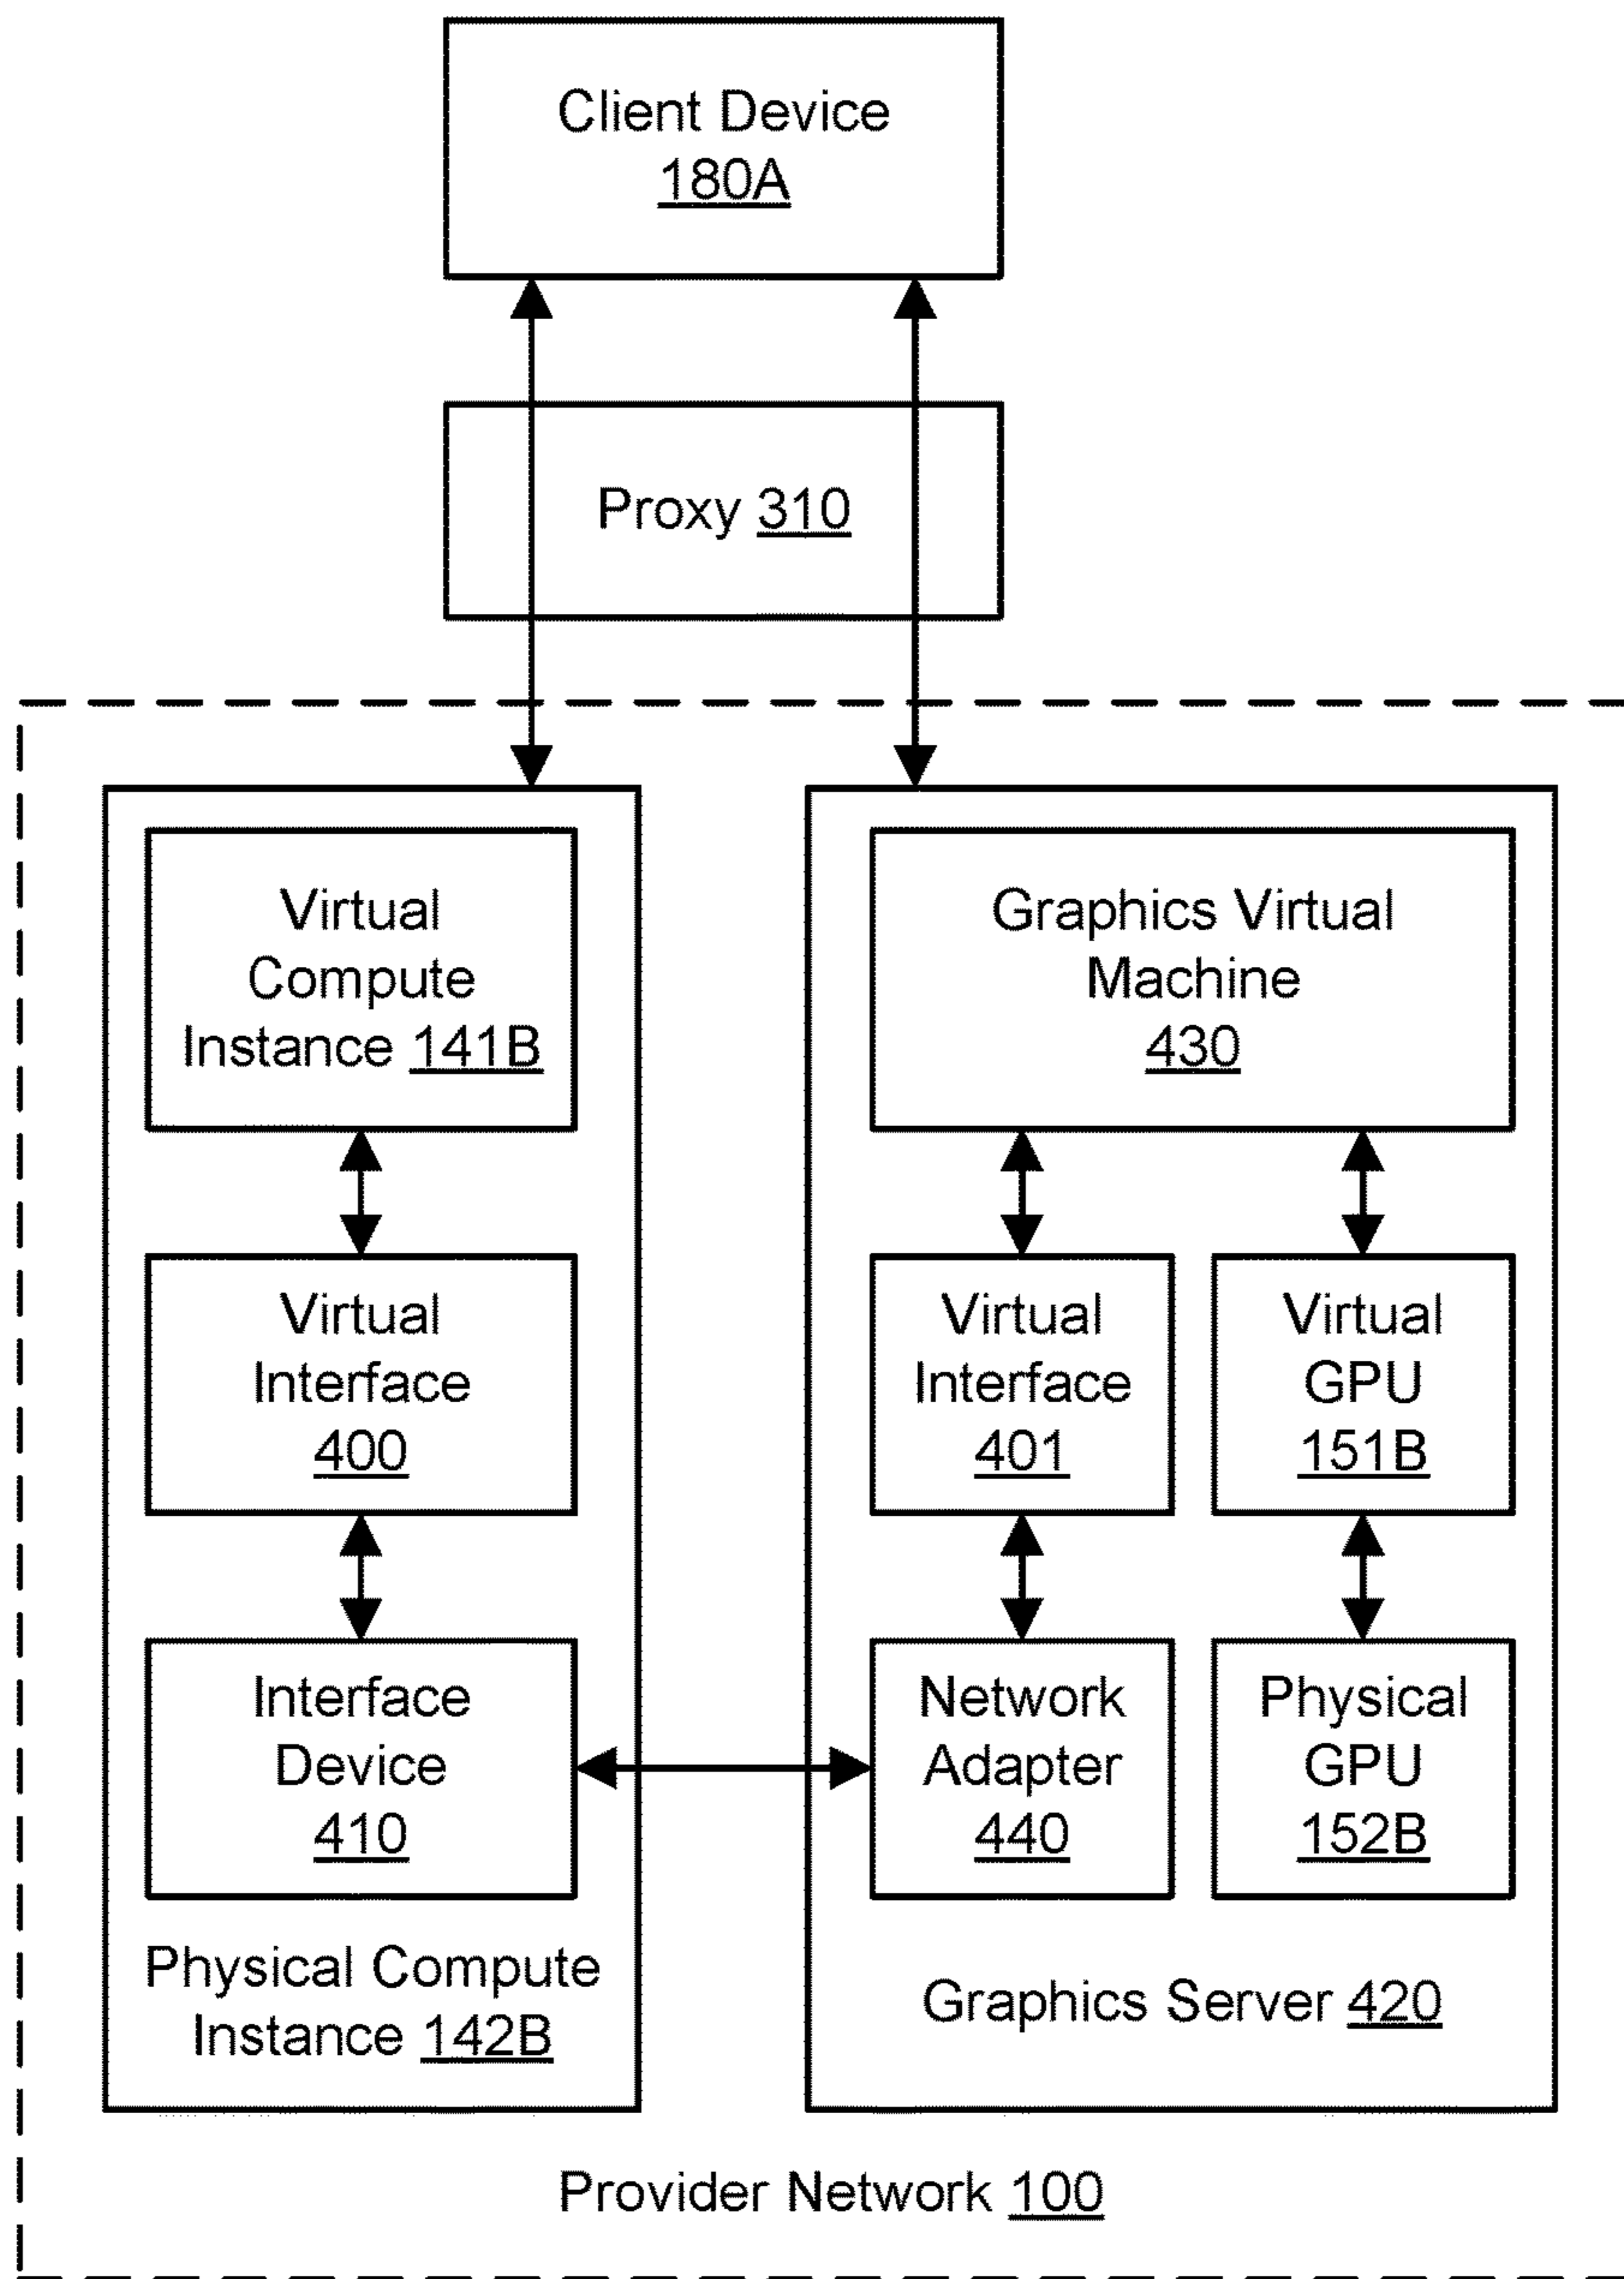 Client Device
180A
Proxy 310
Virtual
Compute
Instance 141B
Graphics Virtual
Machine
430
Virtual
Interface
400
Virtual
Interface
401
Virtual
GPU
151B
Interface
Device
410
Network
Adapter
440
Physical
GPU
152B
Physical Compute
Instance 142B
Graphics Server 420
Provider Network 100